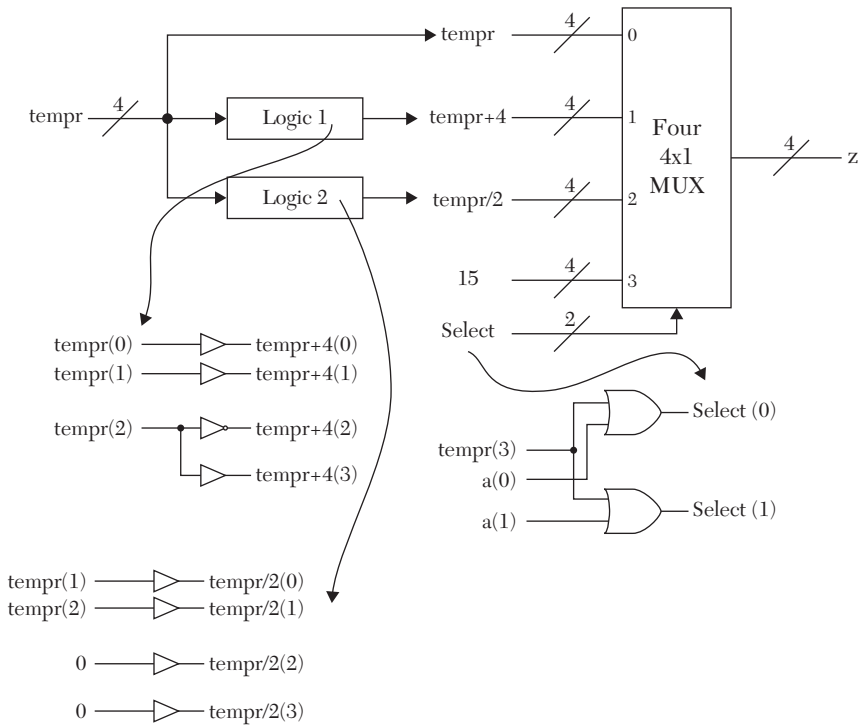 tempr 4 0
tempr 4
Logic 1 tempr+4 4 1
Four
4x1
MUX
4 z
Logic 2 tempr/2 4 2
15 4 3
Select 2
tempr(0) tempr+4(0)
tempr(1) tempr+4(1)
tempr(2) tempr+4(2)
tempr+4(3)
Select (0)
tempr(3)
a(0)
a(1) Select (1)
tempr(1) tempr/2(0)
tempr(2) tempr/2(1)
0 tempr/2(2)
0 tempr/2(3)